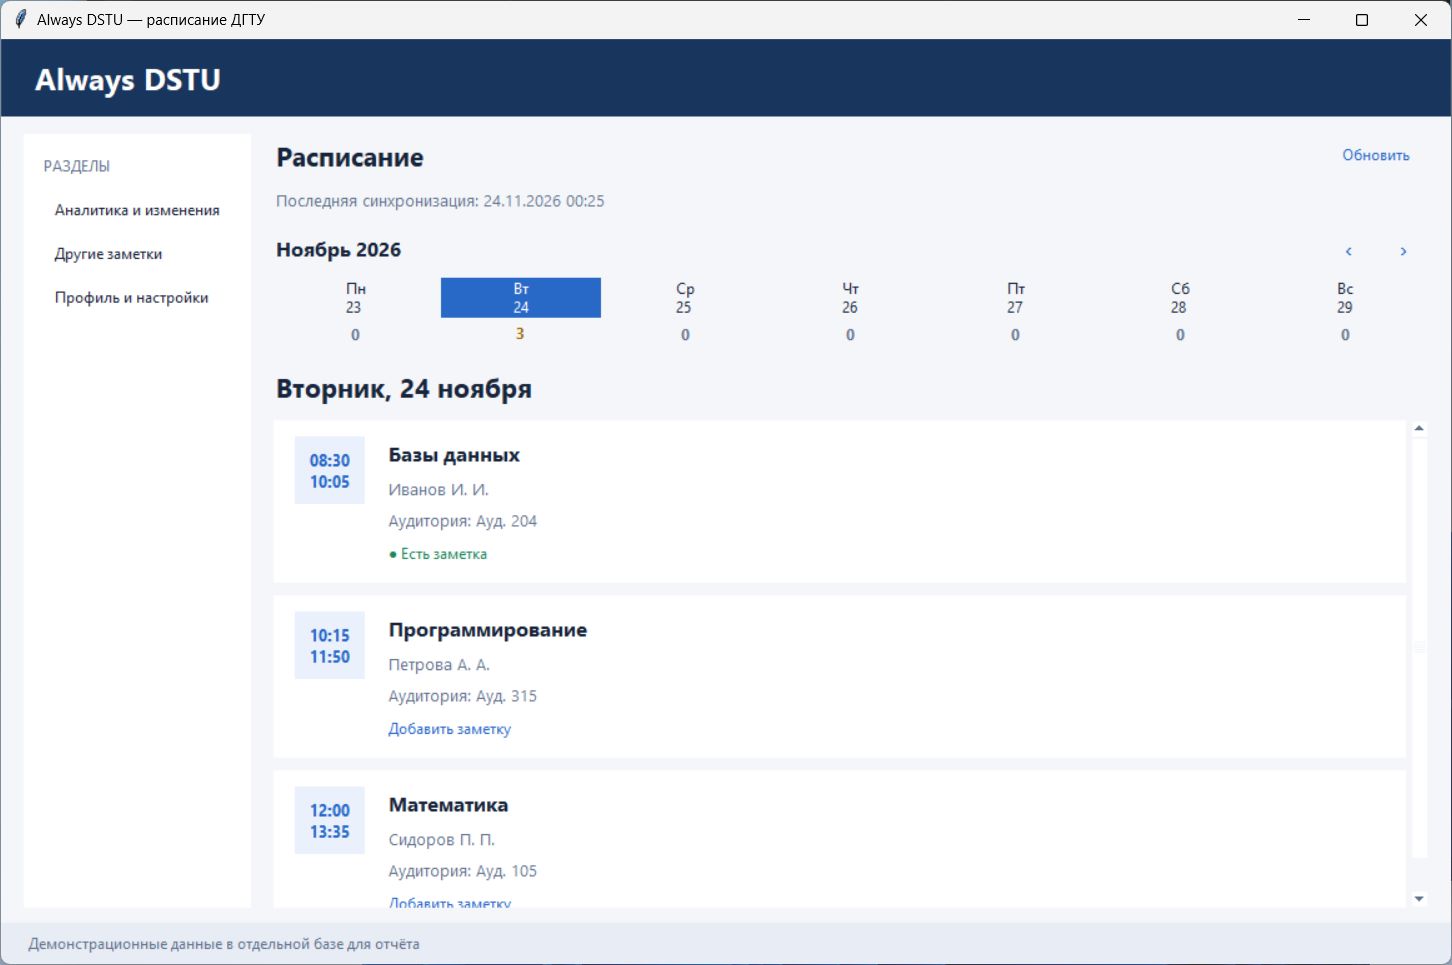 Always DSTU — расписание ДГТУ
Always DSTU
РАЗДЕЛЫ
Аналитика и изменения
Другие заметки
Профиль и настройки
Расписание
Обновить
Последняя синхронизация: 24.11.2026 00:25
Ноябрь 2026
‹ ›
Пн Вт Ср Чт Пт Сб Вс
23 24 25 26 27 28 29
0 3 0 0 0 0 0
Вторник, 24 ноября
08:30
10:05
Базы данных
Иванов И. И.
Аудитория: Ауд. 204
● Есть заметка
10:15
11:50
Программирование
Петрова А. А.
Аудитория: Ауд. 315
Добавить заметку
12:00
13:35
Математика
Сидоров П. П.
Аудитория: Ауд. 105
Добавить заметку
Демонстрационные данные в отдельной базе для отчёта